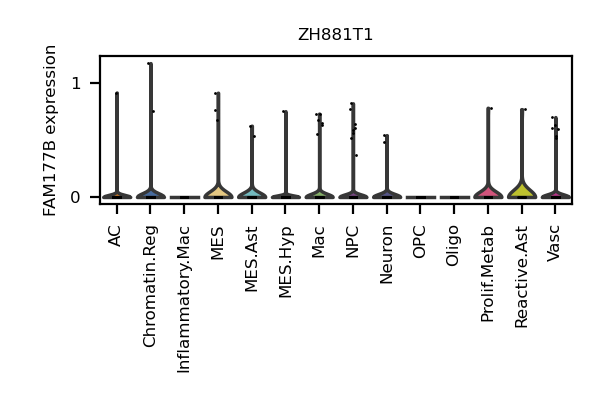 ZH881T1
FAM177B expression
1
0
AC
Chromatin.Reg
Inflammatory.Mac
MES
MES.Ast
MES.Hyp
Mac
NPC
Neuron
OPC
Oligo
Prolif.Metab
Reactive.Ast
Vasc